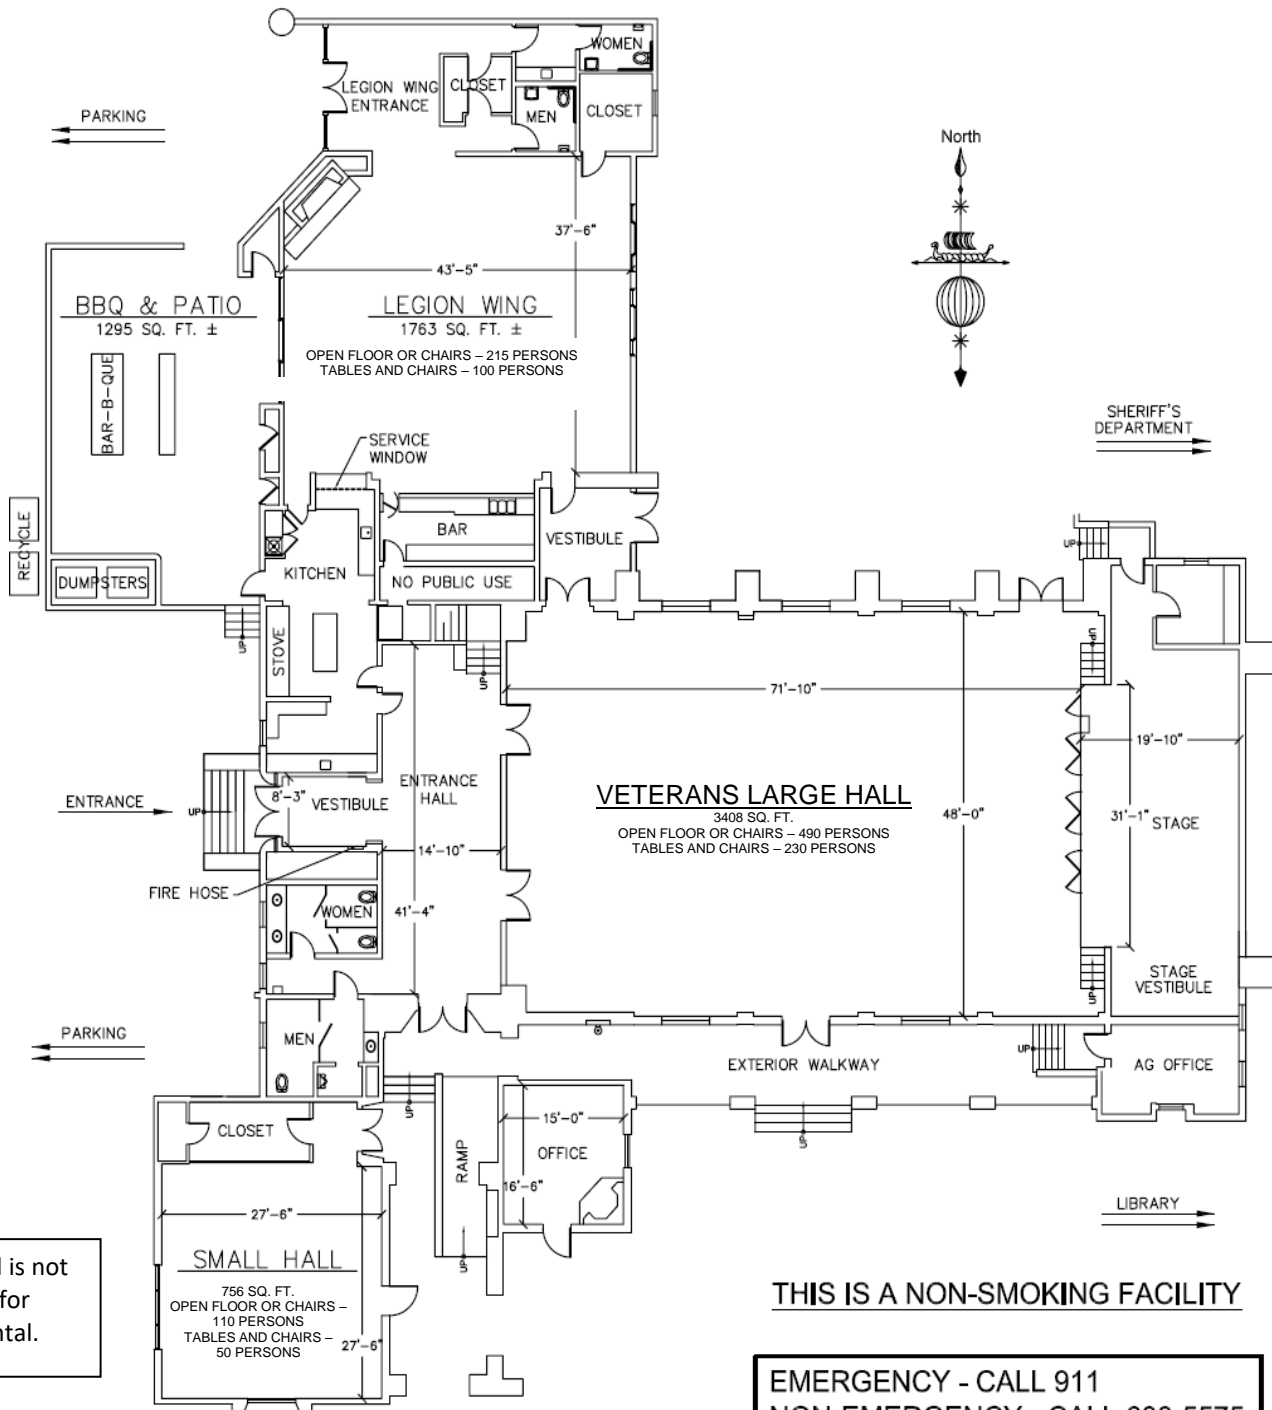 WOMEN
LEGION WING
ENTRANCE
CLOSET
MEN
CLOSET
PARKING
North
37'-6"
43'-5"
BBQ & PATIO
1295 SQ. FT. ±
LEGION WING
1763 SQ. FT. ±
OPEN FLOOR OR CHAIRS – 215 PERSONS
TABLES AND CHAIRS – 100 PERSONS
BAR-B-QUE
SHERIFF'S
DEPARTMENT
SERVICE
WINDOW
RECYCLE
BAR
VESTIBULE
UP
DUMPSTERS
KITCHEN
NO PUBLIC USE
STOVE
UP
UP
UP
71'-10"
19'-10"
ENTRANCE
UP
8'-3"
VESTIBULE
ENTRANCE
HALL
VETERANS LARGE HALL
3408 SQ. FT.
OPEN FLOOR OR CHAIRS – 490 PERSONS
TABLES AND CHAIRS – 230 PERSONS
48'-0"
31'-1"
STAGE
14'-10"
FIRE HOSE
WOMEN
41'-4"
STAGE
VESTIBULE
UP
PARKING
MEN
EXTERIOR WALKWAY
UP
AG OFFICE
UP
UP
CLOSET
15'-0"
OFFICE
RAMP
16'-6"
LIBRARY
27'-6"
UP
SMALL HALL
756 SQ. FT.
OPEN FLOOR OR CHAIRS –
110 PERSONS
TABLES AND CHAIRS –
50 PERSONS
27'-6"
is not
for
THIS IS A NON-SMOKING FACILITY
EMERGENCY - CALL 911